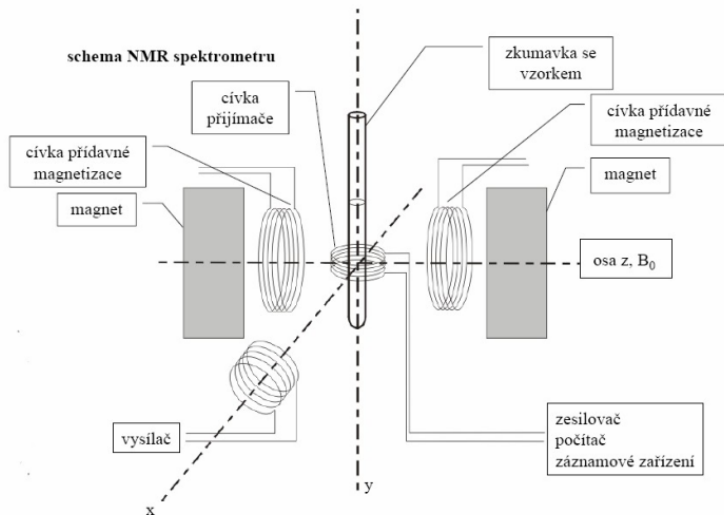 schema NMR spektrometru
zkumavka se
vzorkem
cívka
přijímače
cívka přídavné
magnetizace
cívka přídavné
magnetizace
magnet
magnet
osa z, B₀
vysílač
zesilovač
počítač
záznamové zařízení
x
y